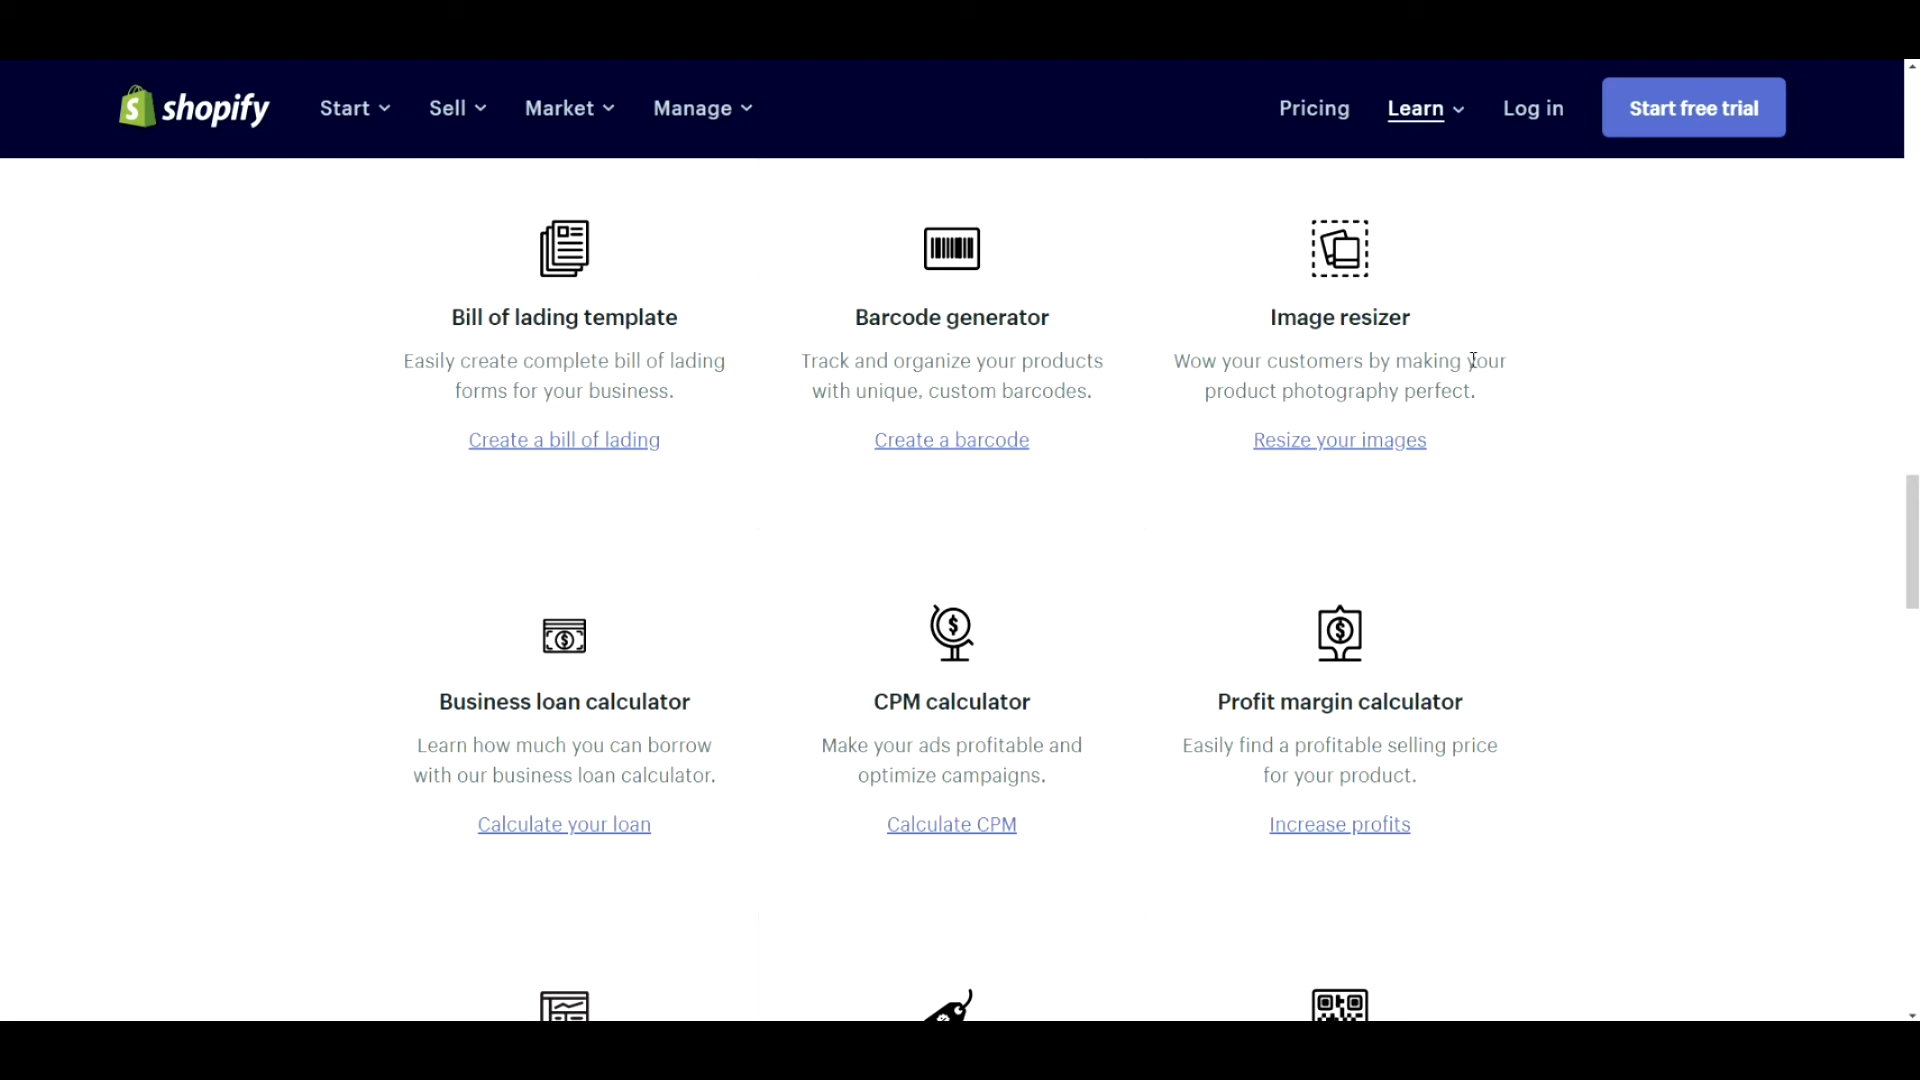 shopify Start Sell Market Manage Pricing Learn Log in Start free trial
Bill of lading template
Easily create complete bill of lading
forms for your business.
Create a bill of lading
Barcode generator
Track and organize your products
with unique, custom barcodes.
Create a barcode
Image resizer
Wow your customers by making your
product photography perfect.
Resize your images
Business loan calculator
Learn how much you can borrow
with our business loan calculator.
Calculate your loan
CPM calculator
Make your ads profitable and
optimize campaigns.
Calculate CPM
Profit margin calculator
Easily find a profitable selling price
for your product.
Increase profits